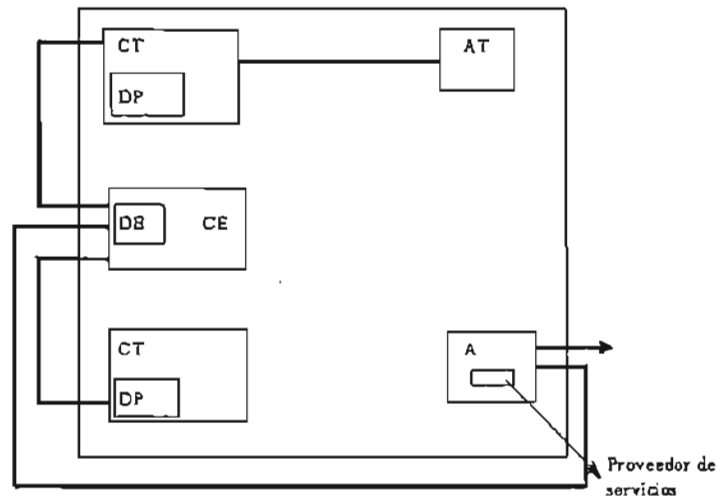 CT
AT
DP
DB
CE
CT
A
DP
Proveedor de
servicios